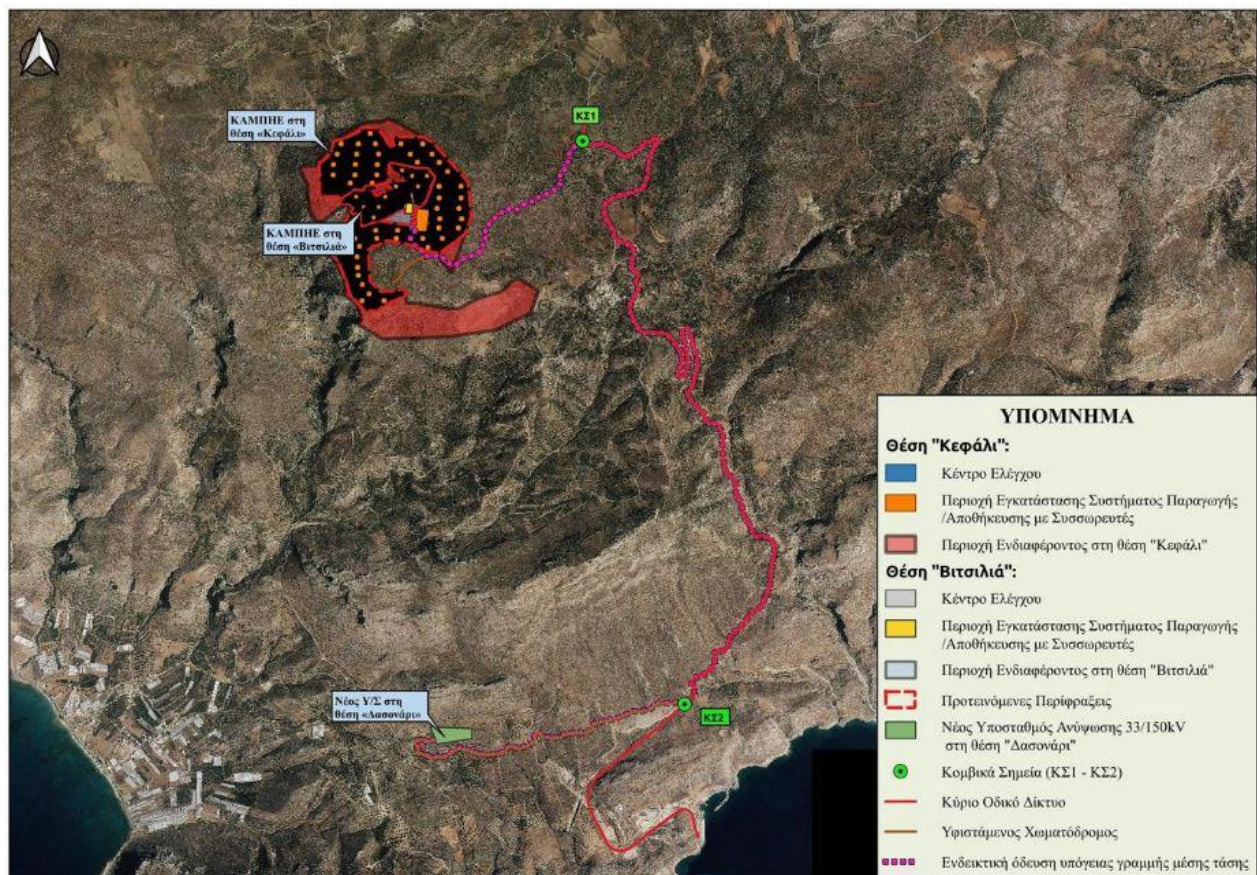 ΚΑΜΠΗΕ στη
θέση «Κεφάλι»
ΚΣ1
ΚΑΜΠΗΕ στη
θέση «Βιτσιλιά»
Νέος Υ/Σ στη
θέση «Δασονάρι»
ΚΣ2
ΥΠΟΜΝΗΜΑ
Θέση "Κεφάλι":
Κέντρο Ελέγχου
Περιοχή Εγκατάστασης Συστήματος Παραγωγής
/Αποθήκευσης με Συσσωρευτές
Περιοχή Ενδιαφέροντος στη θέση "Κεφάλι"
Θέση "Βιτσιλιά":
Κέντρο Ελέγχου
Περιοχή Εγκατάστασης Συστήματος Παραγωγής
/Αποθήκευσης με Συσσωρευτές
Περιοχή Ενδιαφέροντος στη θέση "Βιτσιλιά"
Προτεινόμενες Περίφραξεις
Νέος Υποσταθμός Ανύψωσης 33/150kV
στη θέση "Δασονάρι"
Κομβικά Σημεία (ΚΣ1 - ΚΣ2)
Κύριο Οδικό Δίκτυο
Υφιστάμενος Χωματόδρομος
Ενδεικτική όδευση υπόγειας γραμμής μέσης τάσης